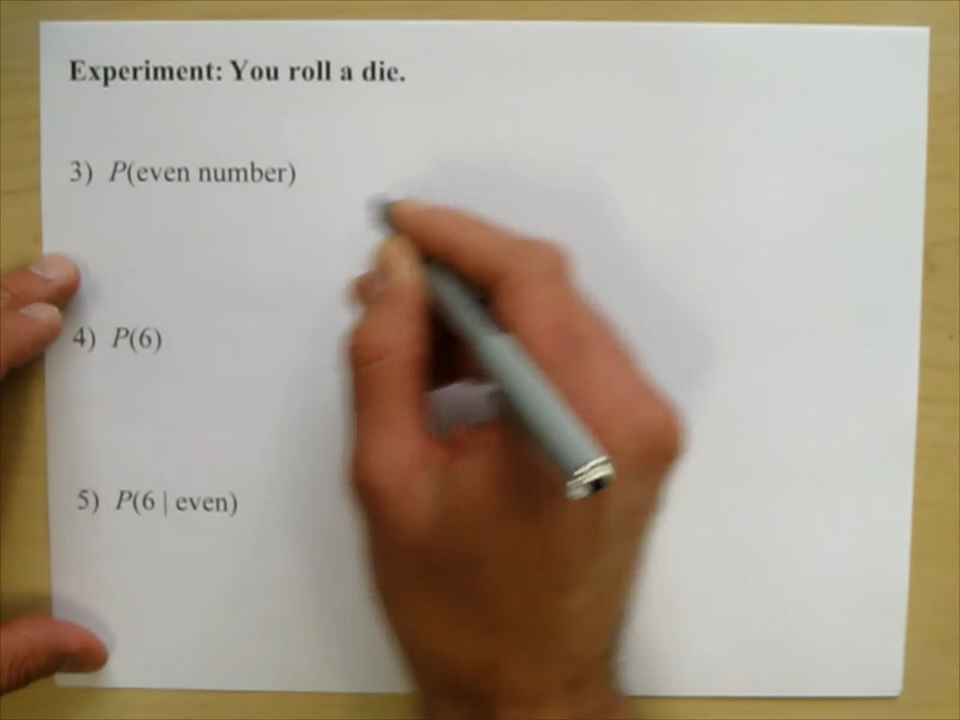 Experiment: You roll a die.
3) P(even number)
4) P(6)
5) P(6 | even)